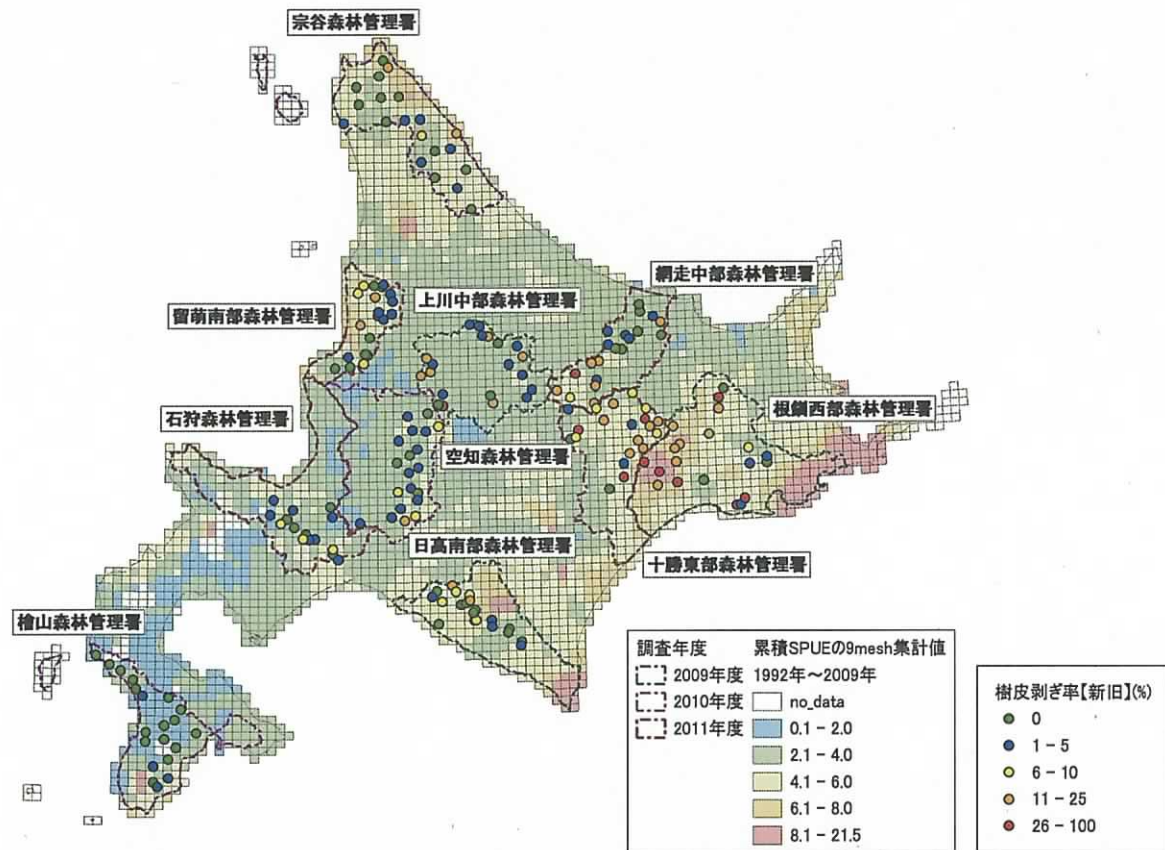 宗谷森林管理署
網走中部森林管理署
上川中部森林管理署
留萌南部森林管理署
根釧西部森林管理署
石狩森林管理署
空知森林管理署
日高南部森林管理署
十勝東部森林管理署
檜山森林管理署
調査年度 累積SPUEの9mesh集計値
2009年度 1992年～2009年
2010年度 no_data
2011年度 0.1 - 2.0
2.1 - 4.0
4.1 - 6.0
6.1 - 8.0
8.1 - 21.5
樹皮剥ぎ率【新旧】(%)
0
1 - 5
6 - 10
11 - 25
26 - 100